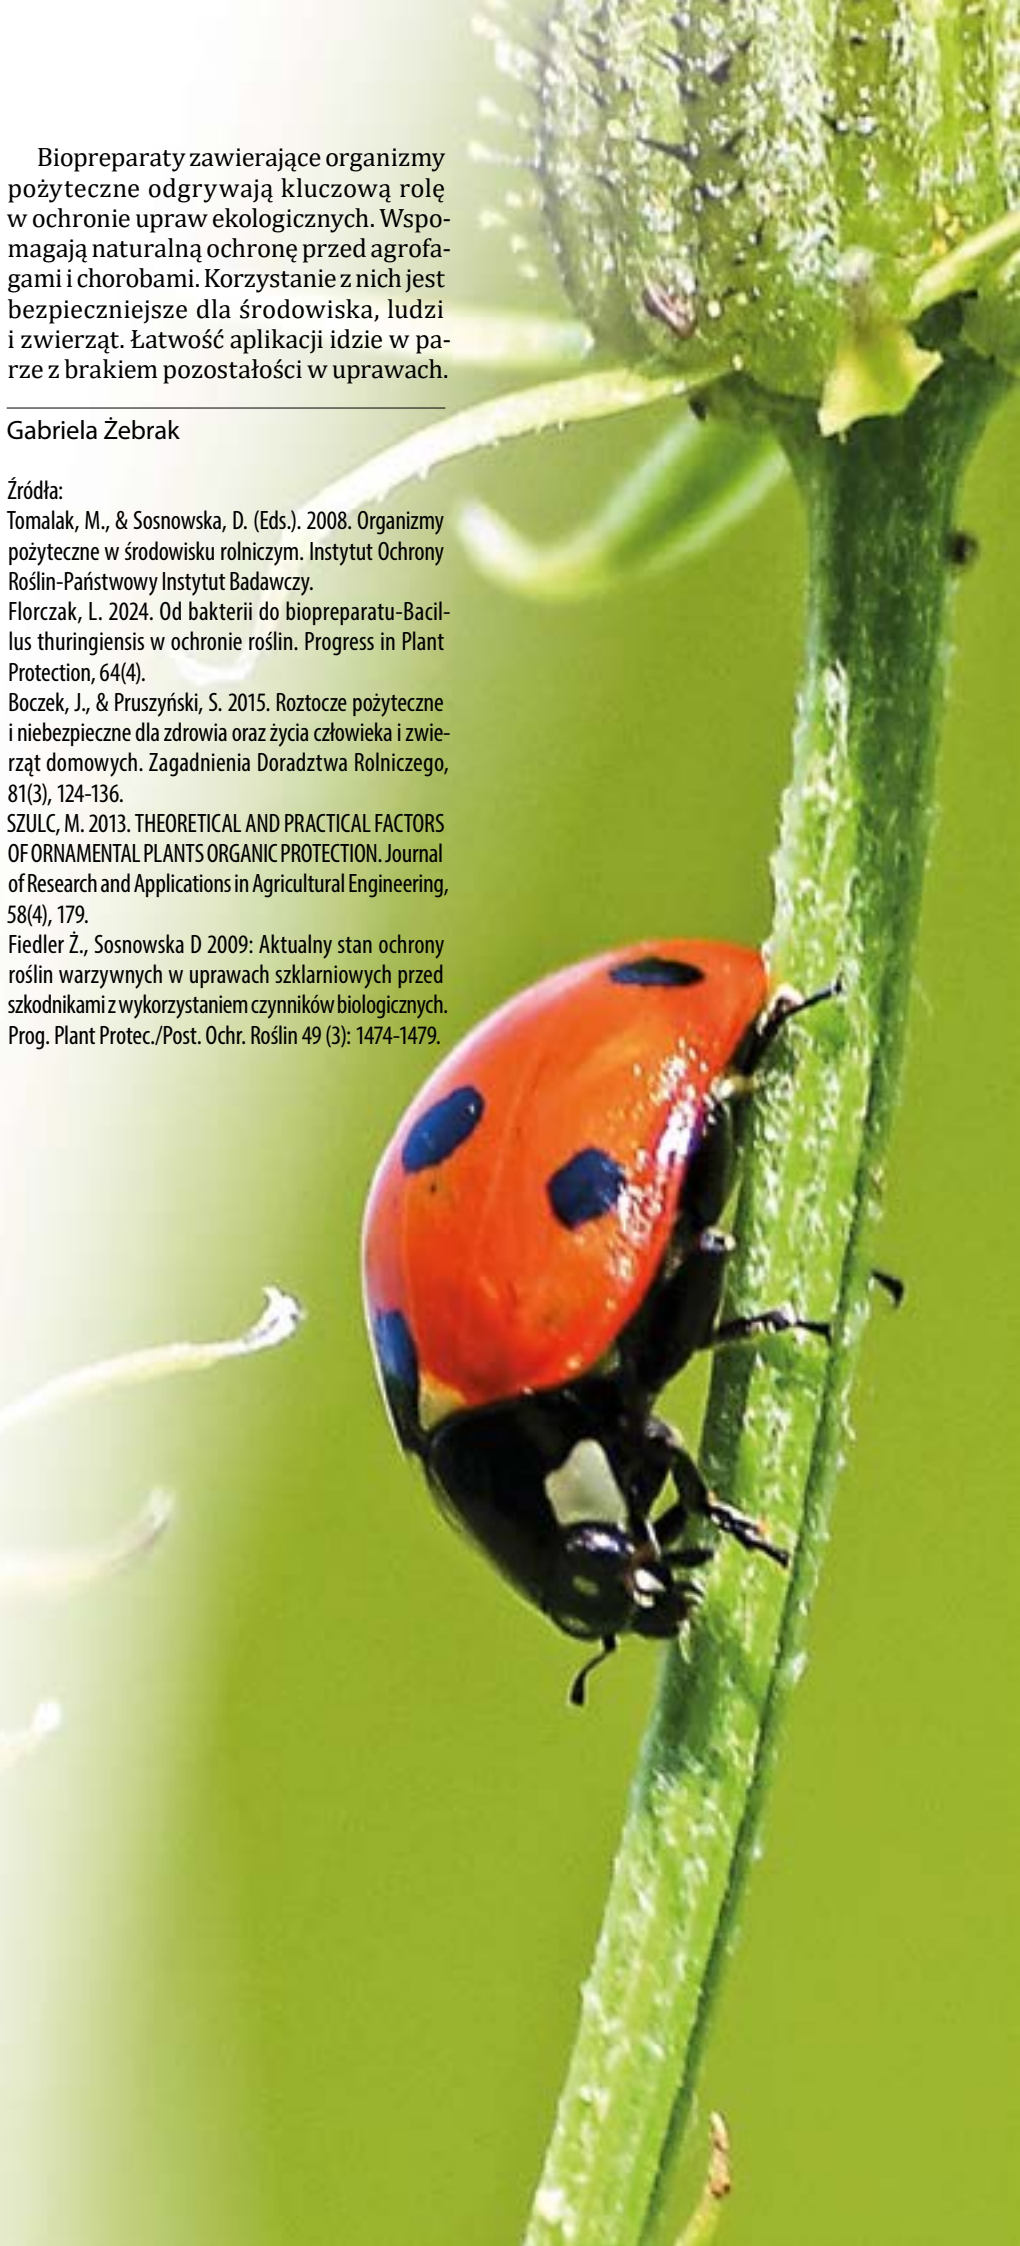 Biopreparaty zawierające organizmy
pożyteczne odgrywają kluczową rolę
w ochronie upraw ekologicznych. Wspo-
magają naturalną ochronę przed agrofa-
gami i chorobami. Korzystanie z nich jest
bezpieczniejsze dla środowiska, ludzi
i zwierząt. Łatwość aplikacji idzie w pa-
rze z brakiem pozostałości w uprawach.
Gabriela Żebrak
Źródła:
Tomalak, M., & Sosnowska, D. (Eds.). 2008. Organizmy
pożyteczne w środowisku rolniczym. Instytut Ochrony
Roślin-Państwowy Instytut Badawczy.
Florczak, L. 2024. Od bakterii do biopreparatu-Bacil-
lus thuringiensis w ochronie roślin. Progress in Plant
Protection, 64(4).
Boczek, J., & Pruszyński, S. 2015. Roztocze pożyteczne
i niebezpieczne dla zdrowia oraz życia człowieka i zwie-
rząt domowych. Zagadnienia Doradztwa Rolniczego,
81(3), 124-136.
SZULC, M. 2013. THEORETICAL AND PRACTICAL FACTORS
OF ORNAMENTAL PLANTS ORGANIC PROTECTION. Journal
of Research and Applications in Agricultural Engineering,
58(4), 179.
Fiedler Ż., Sosnowska D 2009: Aktualny stan ochrony
roślin warzywnych w uprawach szklarniowych przed
szkodnikami z wykorzystaniem czynników biologicznych.
Prog. Plant Protec./Post. Ochr. Roślin 49 (3): 1474-1479.